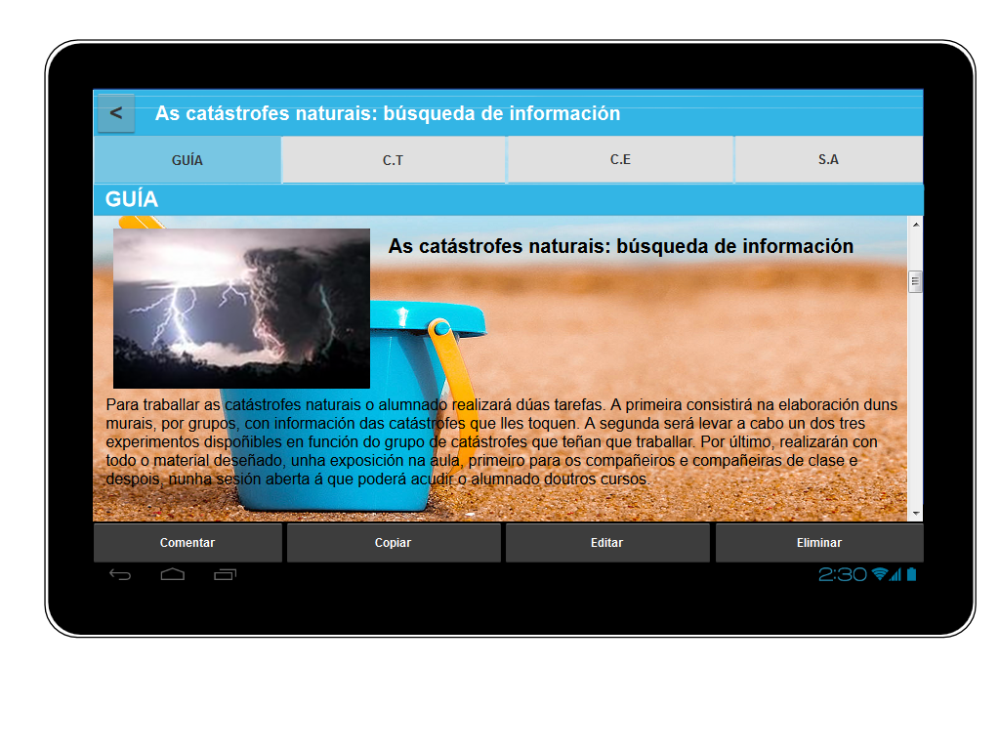 < As catástrofes naturais: búsqueda de información
GUÍA C.T C.E S.A
GUÍA
As catástrofes naturais: búsqueda de información
Para traballar as catástrofes naturais o alumnado realizará dúas tarefas. A primeira consistirá na elaboración duns
murais, por grupos, con información das catástrofes que lles toquen. A segunda será levar a cabo un dos tres
experimentos dispoñibles en función do grupo de catástrofes que teñan que traballar. Por último, realizarán con
todo o material deseñado, unha exposición na aula, primeiro para os compañeiros e compañeiras de clase e
despois, nunha sesión aberta á que poderá acudir o alumnado doutros cursos.
Comentar Copiar Editar Eliminar
2:30